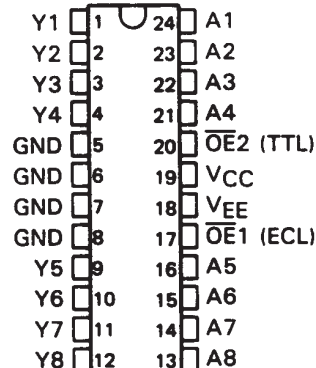 Y1 1 24 A1
Y2 2 23 A2
Y3 3 22 A3
Y4 4 21 A4
GND 5 20 O̅E̅2 (TTL)
GND 6 19 VCC
GND 7 18 VEE
GND 8 17 O̅E̅1 (ECL)
Y5 9 16 A5
Y6 10 15 A6
Y7 11 14 A7
Y8 12 13 A8